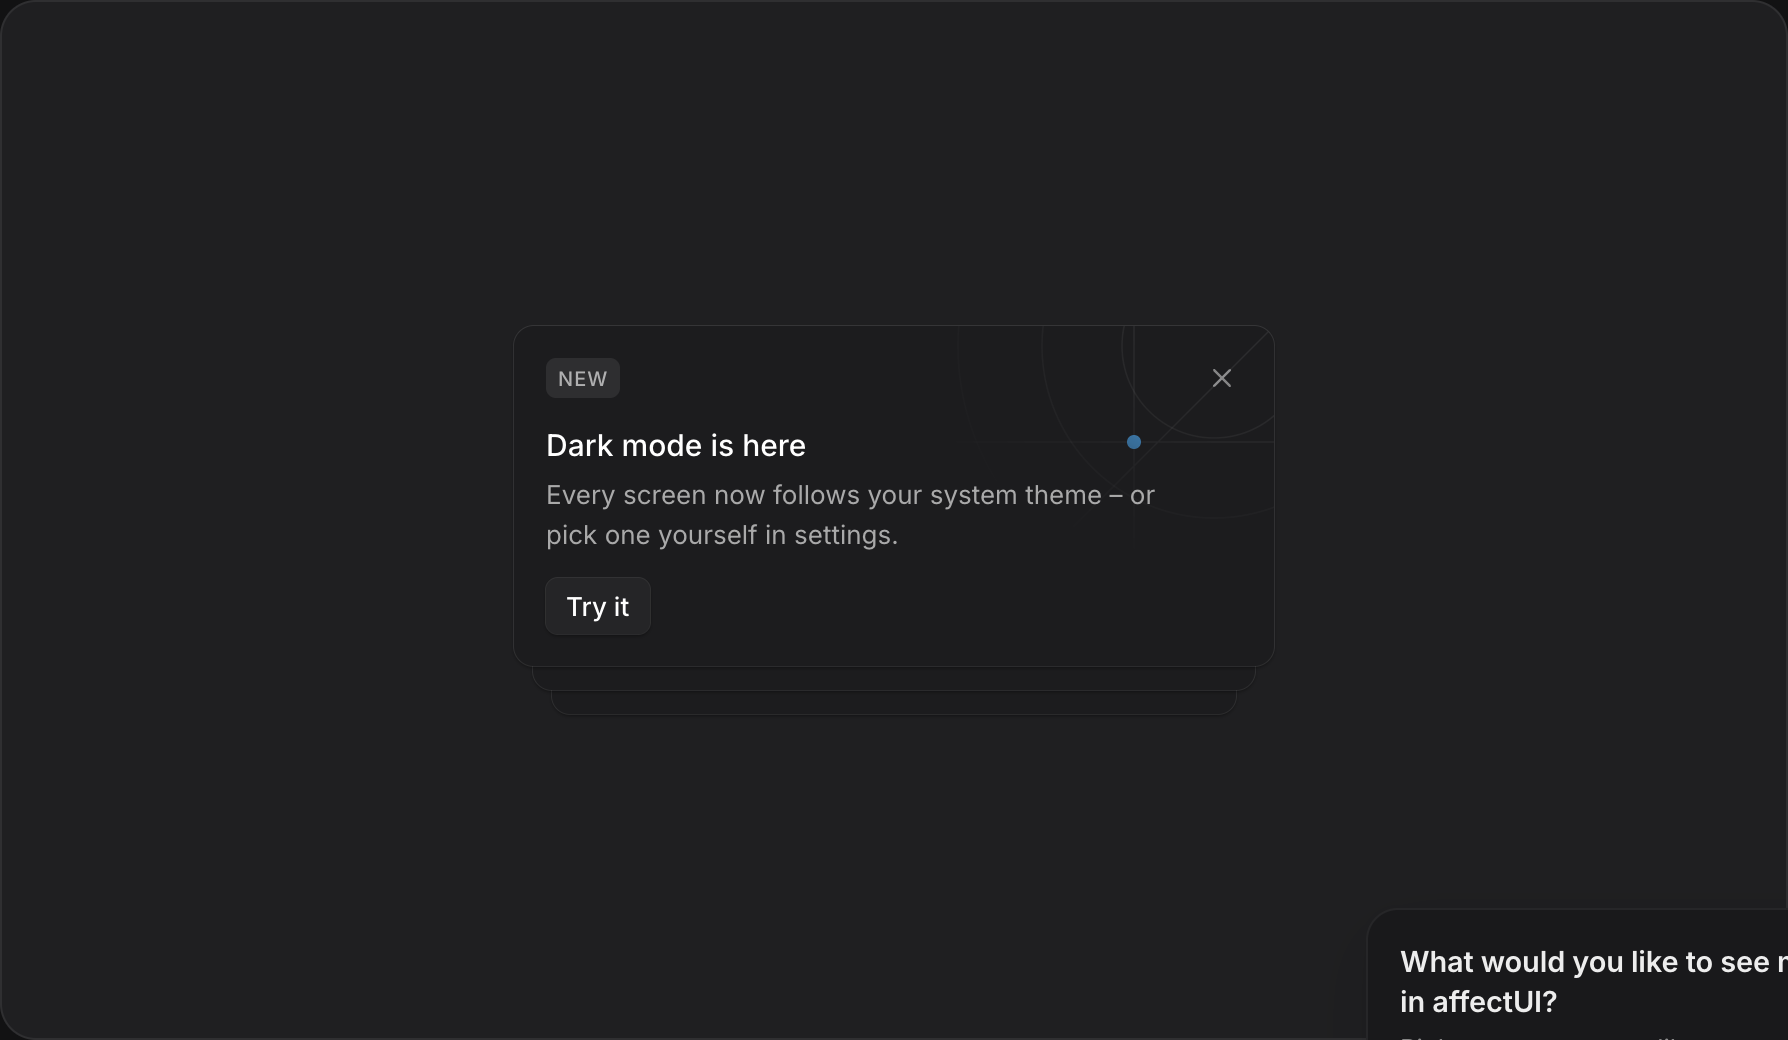 NEW
Dark mode is here
Every screen now follows your system theme – or
pick one yourself in settings.
Try it
What would you like to see
in affectUI?